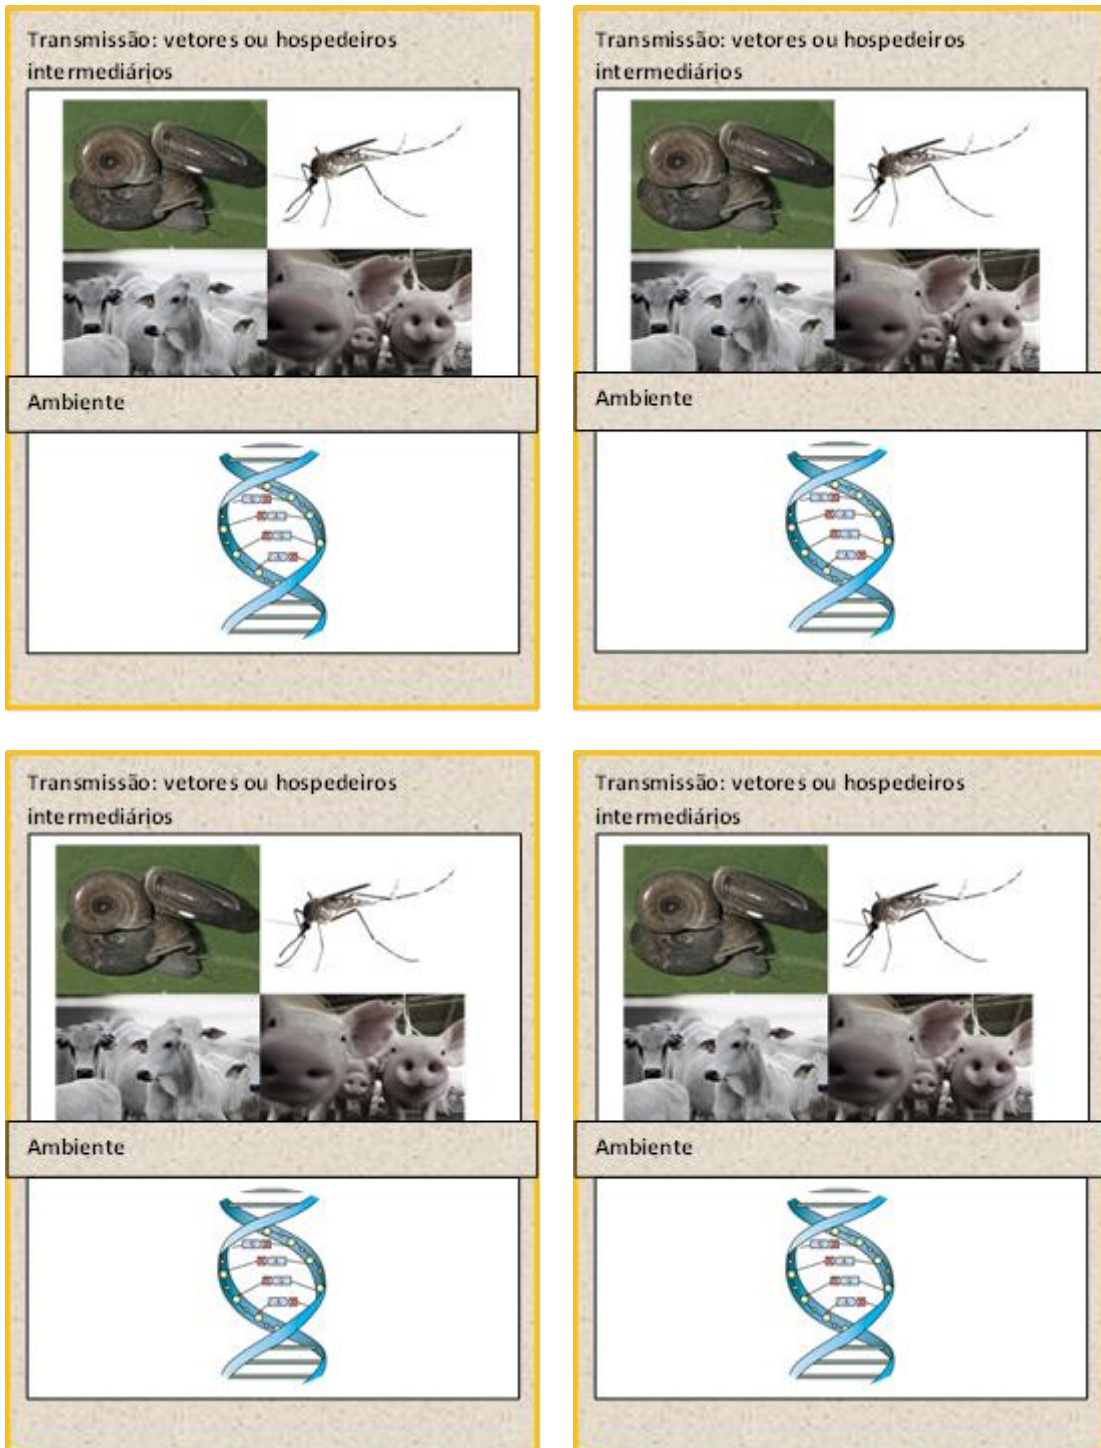 Transmissão: vetores ou hospedeiros
intermediários
Ambiente
Transmissão: vetores ou hospedeiros
intermediários
Ambiente
Transmissão: vetores ou hospedeiros
intermediários
Ambiente
Transmissão: vetores ou hospedeiros
intermediários
Ambiente